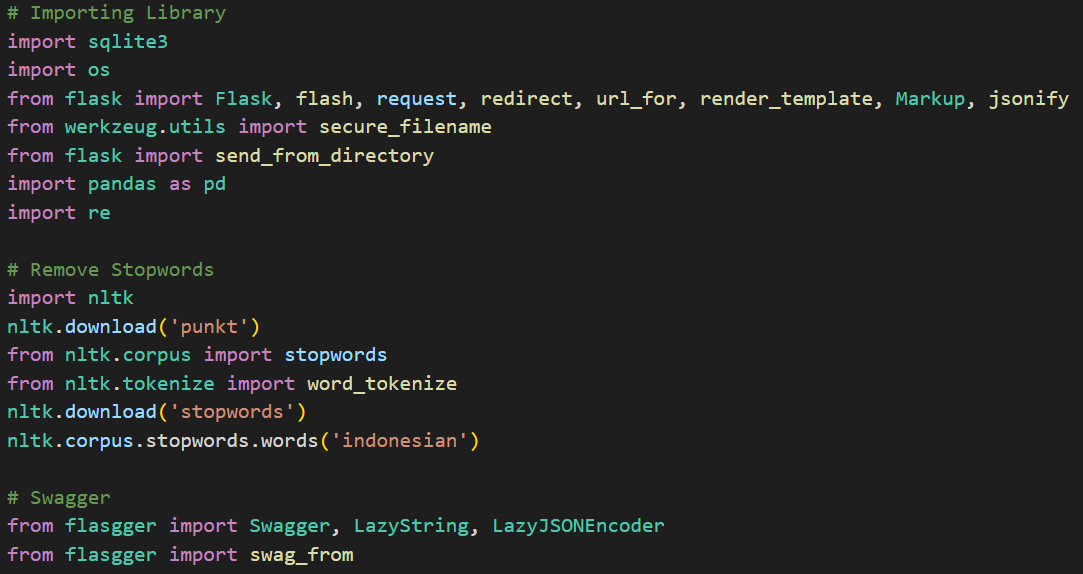 # Importing Library
import sqlite3
import os
from flask import Flask, flash, request, redirect, url_for, render_template, Markup, jsonify
from werkzeug.utils import secure_filename
from flask import send_from_directory
import pandas as pd
import re
# Remove Stopwords
import nltk
nltk.download('punkt')
from nltk.corpus import stopwords
from nltk.tokenize import word_tokenize
nltk.download('stopwords')
nltk.corpus.stopwords.words('indonesian')
# Swagger
from flasgger import Swagger, LazyString, LazyJSONEncoder
from flasgger import swag_from